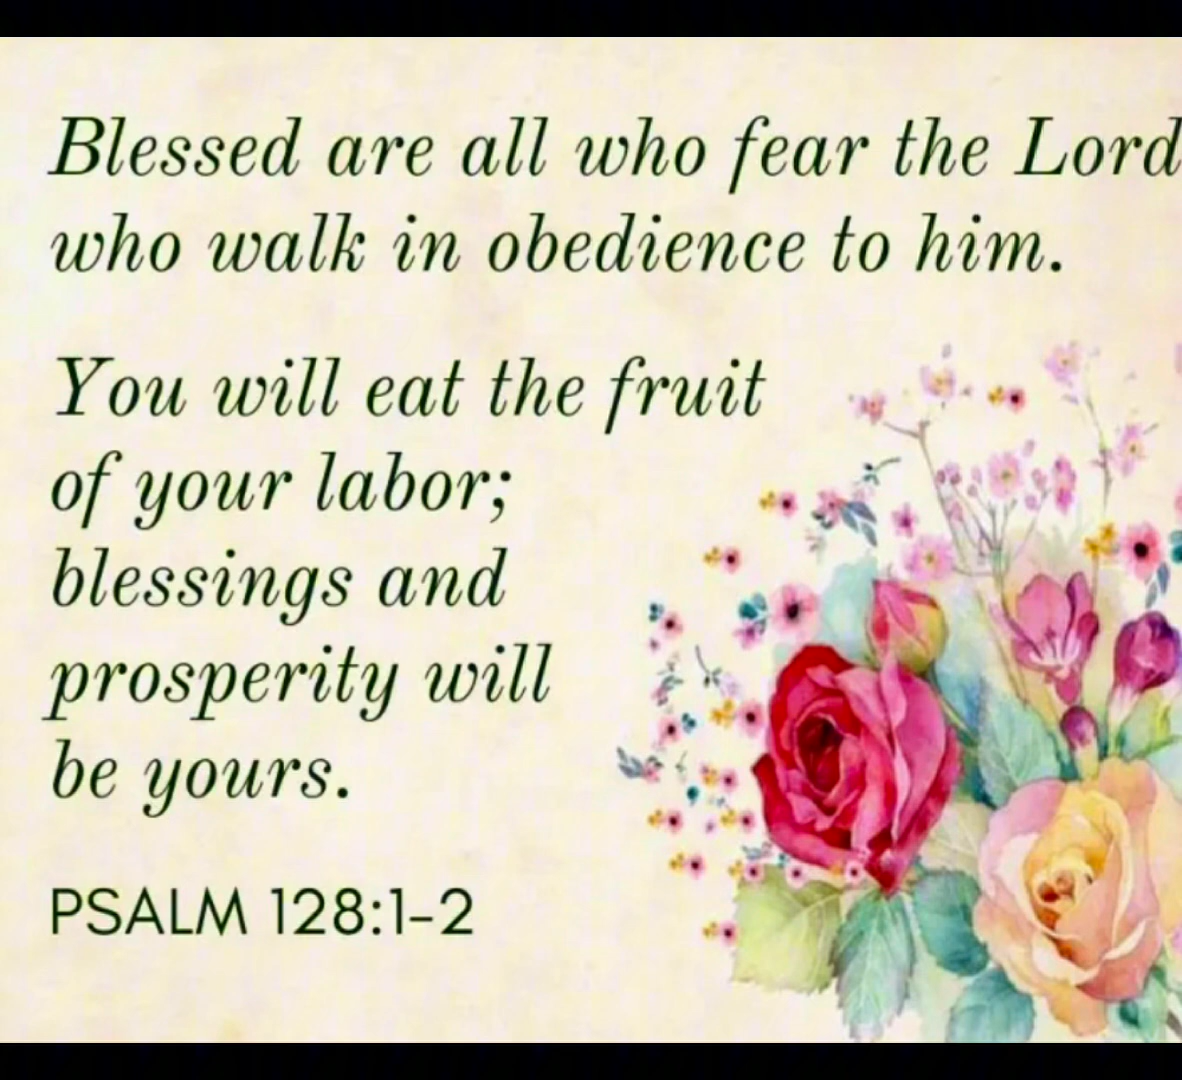 Blessed are all who fear the Lord
who walk in obedience to him.
You will eat the fruit
of your labor;
blessings and
prosperity will
be yours.
PSALM 128:1-2